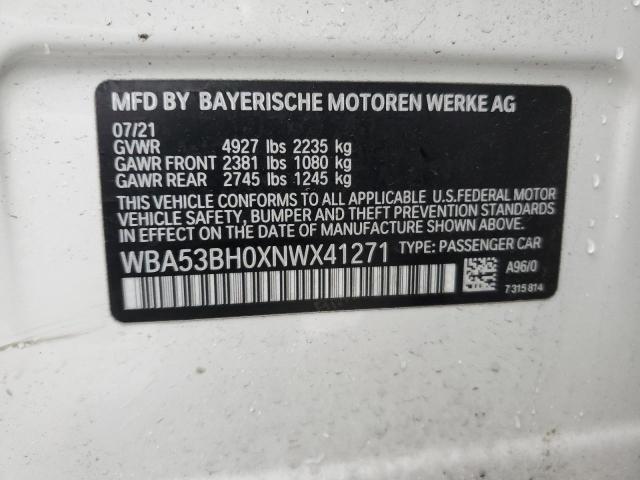 MFD BY BAYERISCHE MOTOREN WERKE AG
07/21
GVWR 4927 lbs 2235 kg
GAWR FRONT 2381 lbs 1080 kg
GAWR REAR 2745 lbs 1245 kg
THIS VEHICLE CONFORMS TO ALL APPLICABLE U.S.FEDERAL MOTOR
VEHICLE SAFETY, BUMPER AND THEFT PREVENTION STANDARDS
IN EFFECT ON THE DATE OF MANUFACTURE SHOWN ABOVE.
WBA53BH0XNWX41271 TYPE: PASSENGER CAR
A96/0
7315814